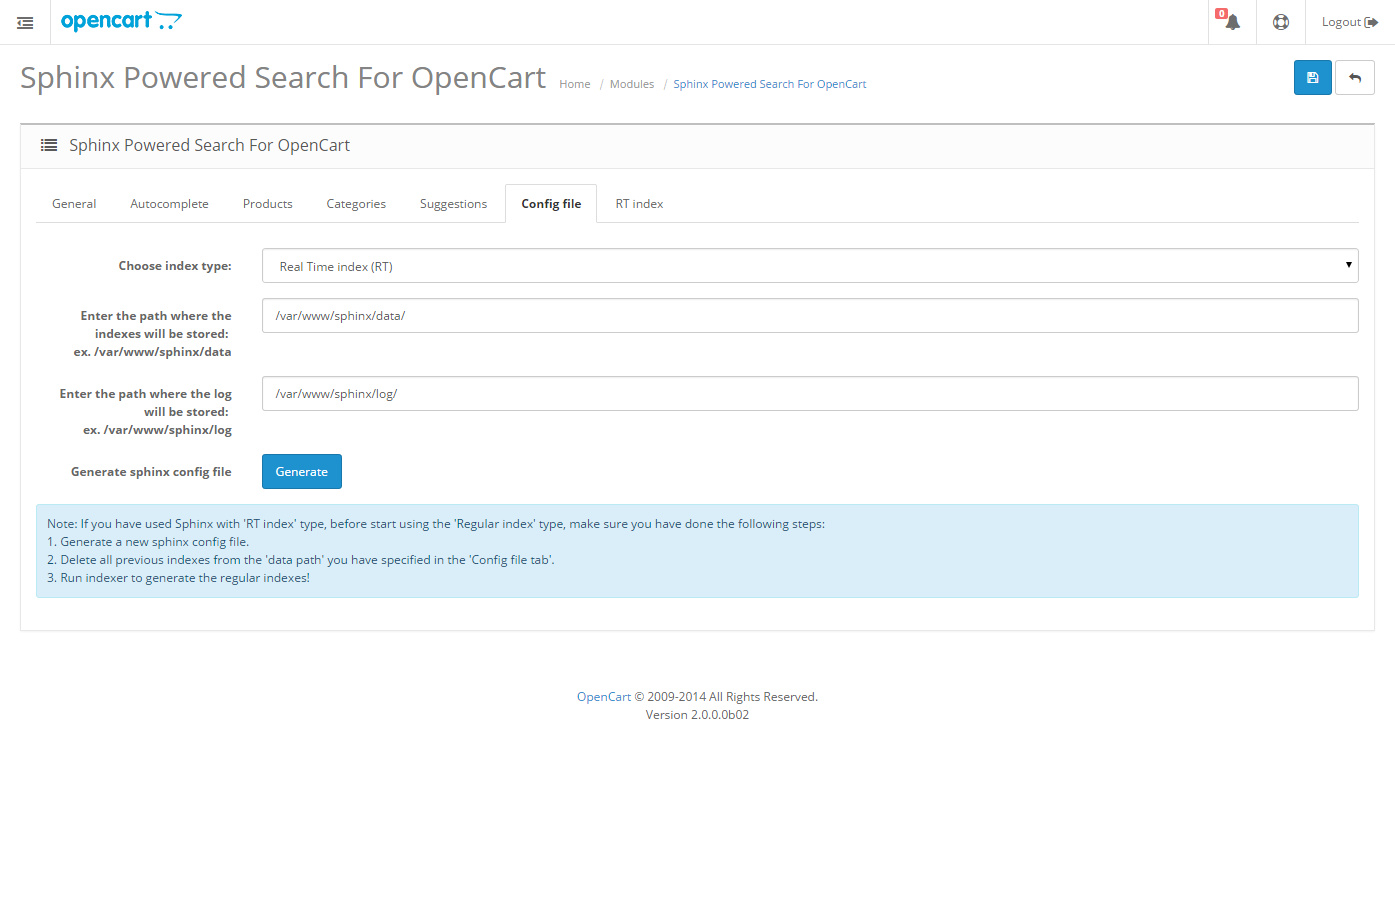 opencart
0
Logout
Sphinx Powered Search For OpenCart
Home / Modules / Sphinx Powered Search For OpenCart
Sphinx Powered Search For OpenCart
General Autocomplete Products Categories Suggestions Config file RT index
Choose index type:
Real Time index (RT)
Enter the path where the
indexes will be stored:
ex. /var/www/sphinx/data
/var/www/sphinx/data/
Enter the path where the log
will be stored:
ex. /var/www/sphinx/log
/var/www/sphinx/log/
Generate sphinx config file
Generate
Note: If you have used Sphinx with 'RT index' type, before start using the 'Regular index' type, make sure you have done the following steps:
1. Generate a new sphinx config file.
2. Delete all previous indexes from the 'data path' you have specified in the 'Config file tab'.
3. Run indexer to generate the regular indexes!
OpenCart © 2009-2014 All Rights Reserved.
Version 2.0.0.0b02